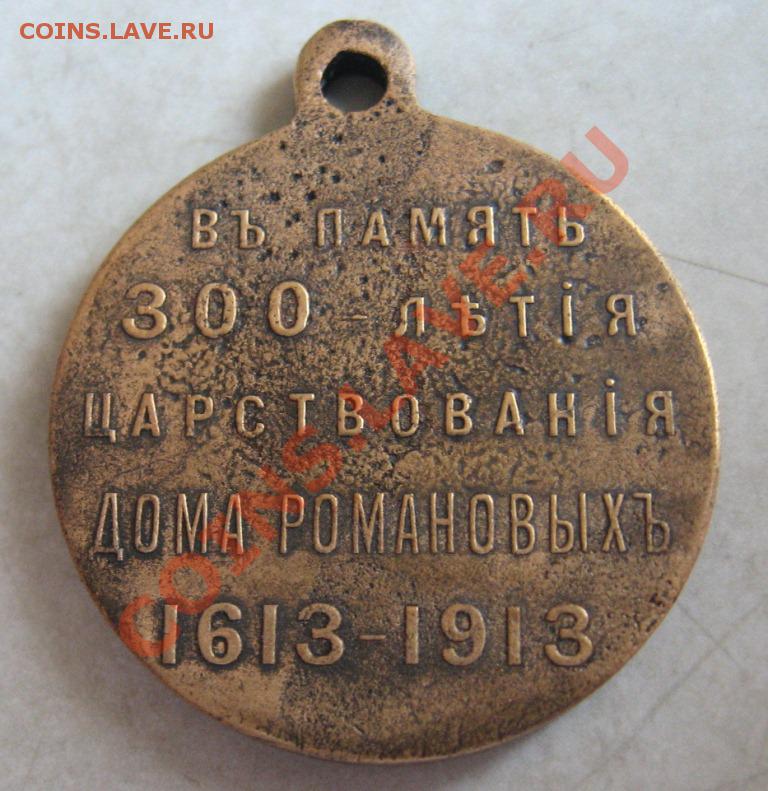 COINS.LAVE.RU
ВЪ ПАМЯТЬ
300-ЛѢТІЯ
ЦАРСТВОВАНІЯ
ДОМА РОМАНОВЫХЪ
1613-1913
COINS.LAVE.RU